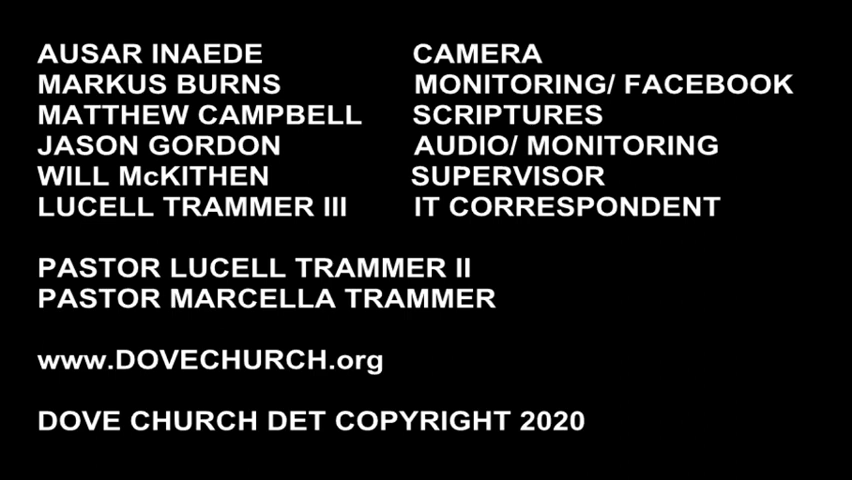 AUSAR INAEDE CAMERA
MARKUS BURNS MONITORING/ FACEBOOK
MATTHEW CAMPBELL SCRIPTURES
JASON GORDON AUDIO/ MONITORING
WILL McKITHEN SUPERVISOR
LUCELL TRAMMER III IT CORRESPONDENT
PASTOR LUCELL TRAMMER II
PASTOR MARCELLA TRAMMER
www.DOVECHURCH.org
DOVE CHURCH DET COPYRIGHT 2020